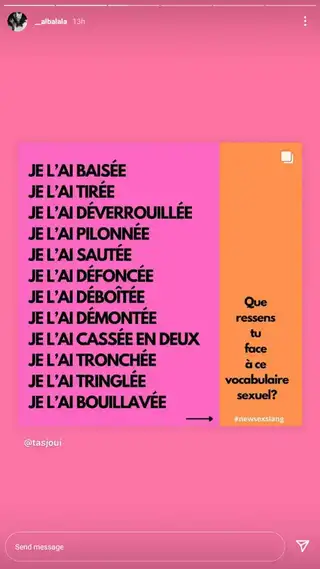 __albalala 13h
JE L'AI BAISÉE
JE L'AI TIRÉE
JE L'AI DÉVERROUILLÉE
JE L'AI PILONNÉE
JE L'AI SAUTÉE
JE L'AI DÉFONCÉE
JE L'AI DÉBOÎTÉE
JE L'AI DÉMONTÉE
JE L'AI CASSÉE EN DEUX
JE L'AI TRONCHÉE
JE L'AI TRINGLÉE
JE L'AI BOUILLAVÉE
Que
ressens
tu
face
à ce
vocabulaire
sexuel?
#newsexslang
@tasjoui
Send message